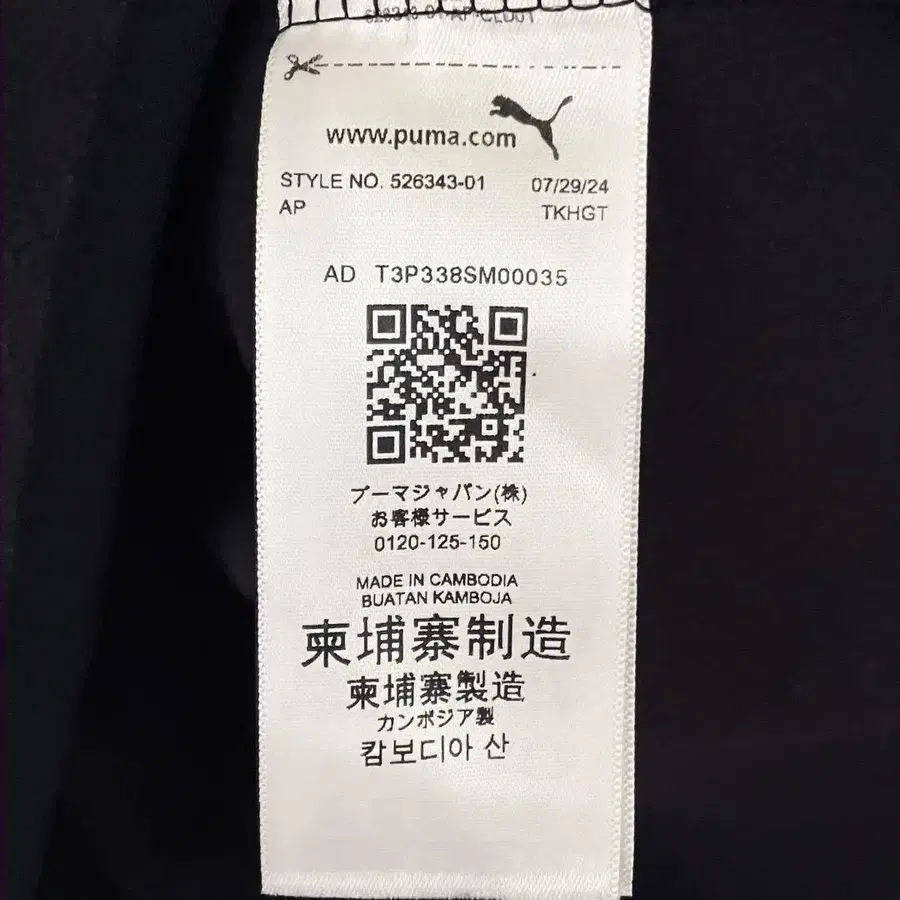 www.puma.com
STYLE NO. 526343-01 07/29/24
AP TKHGT
AD T3P338SM00035
プーマジャパン(株)
お客様サービス
0120-125-150
MADE IN CAMBODIA
BUATAN KAMBOJA
柬埔寨制造
柬埔寨製造
カンボジア製
캄보디아 산